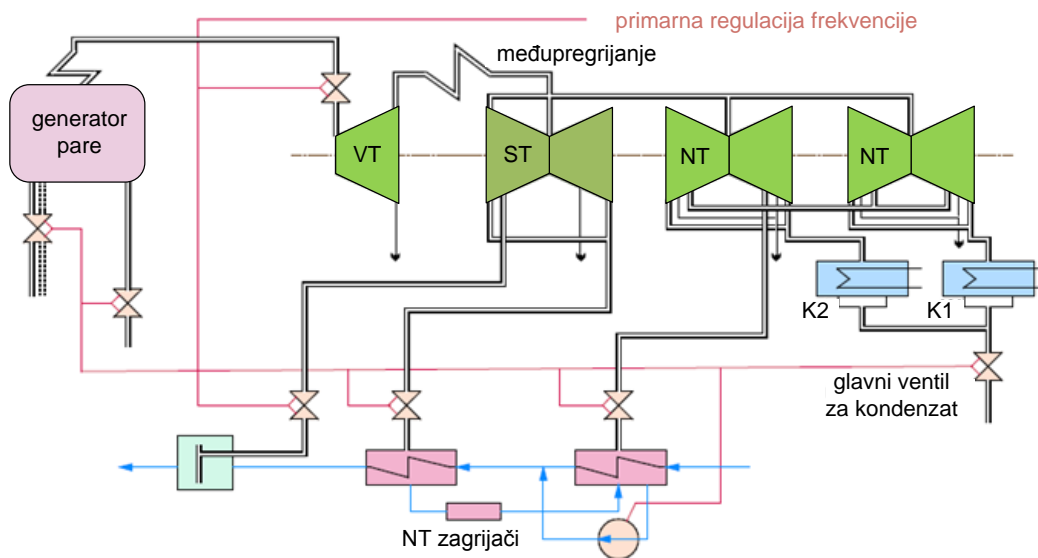 primarna regulacija frekvencije
međupregrijanje
generator
pare
VT
ST
NT
NT
K2
K1
glavni ventil
za kondenzat
NT zagrijači